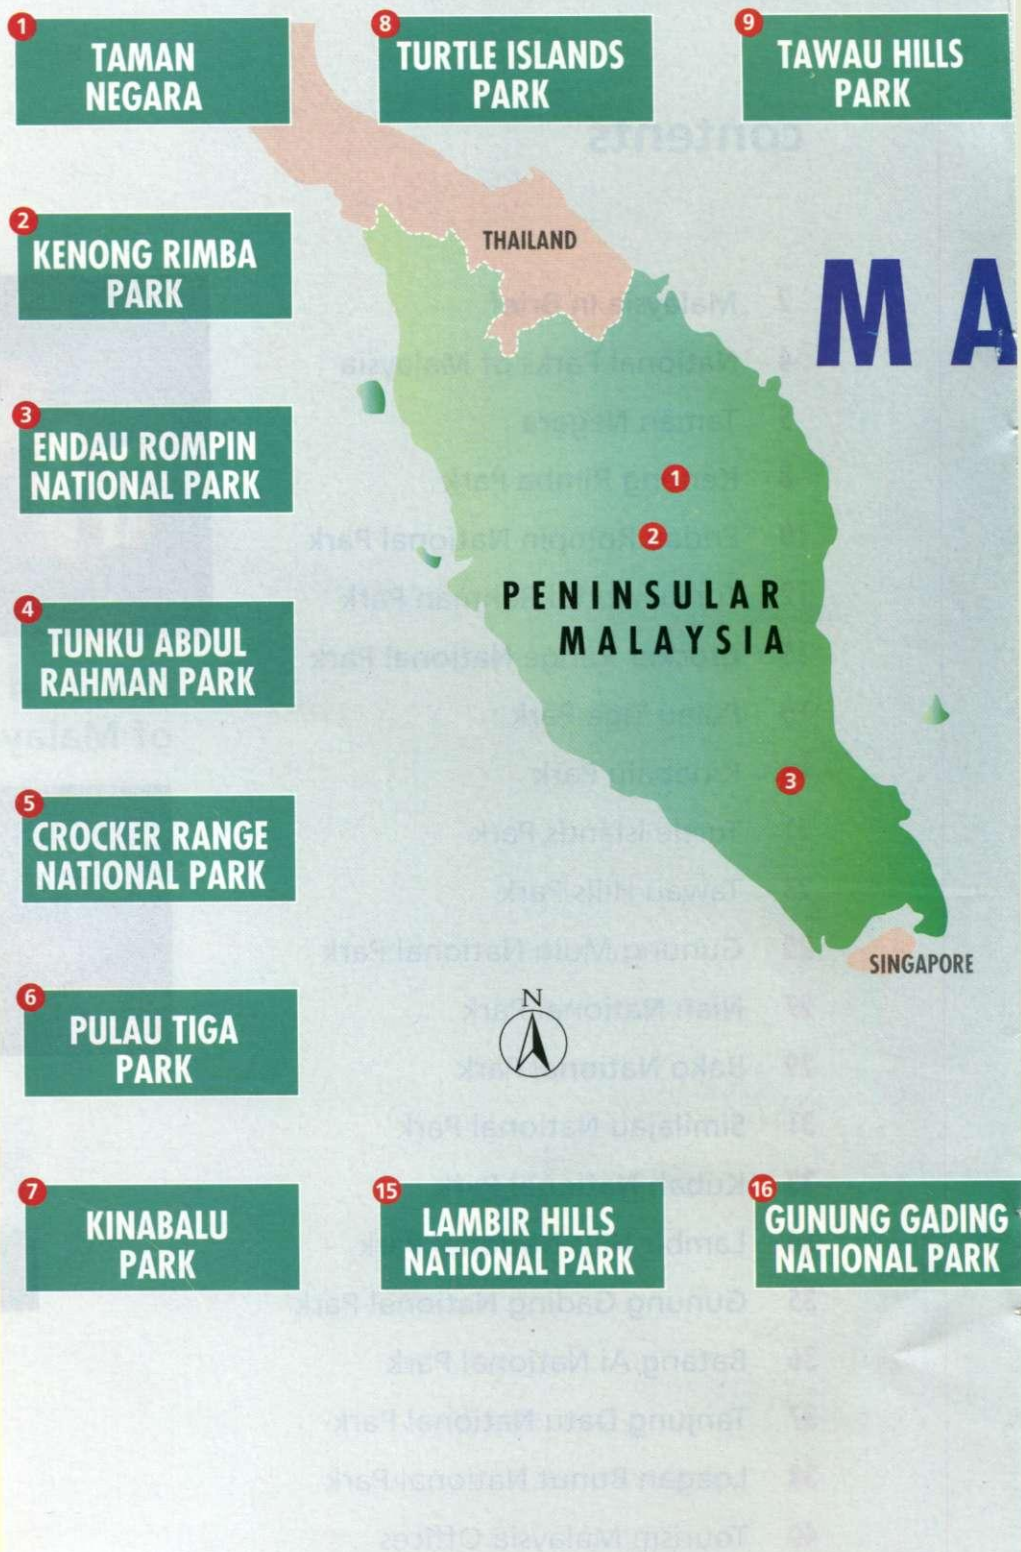 1
TAMAN
NEGARA
8
TURTLE ISLANDS
PARK
9
TAWAU HILLS
PARK
2
KENONG RIMBA
PARK
THAILAND
M A
3
ENDAU ROMPIN
NATIONAL PARK
1
2
PENINSULAR
MALAYSIA
4
TUNKU ABDUL
RAHMAN PARK
3
5
CROCKER RANGE
NATIONAL PARK
SINGAPORE
6
PULAU TIGA
PARK
N
7
KINABALU
PARK
15
LAMBIR HILLS
NATIONAL PARK
16
GUNUNG GADING
NATIONAL PARK